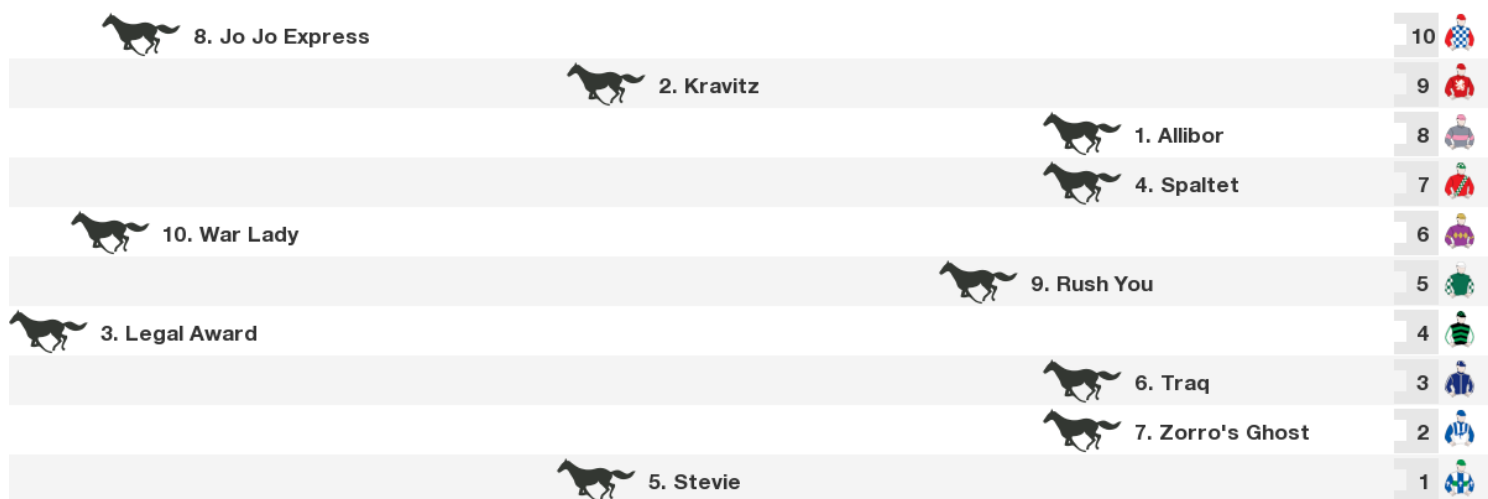 8. Jo Jo Express 10
2. Kravitz 9
1. Allibor 8
4. Spaltet 7
10. War Lady 6
9. Rush You 5
3. Legal Award 4
6. Traq 3
7. Zorro's Ghost 2
5. Stevie 1